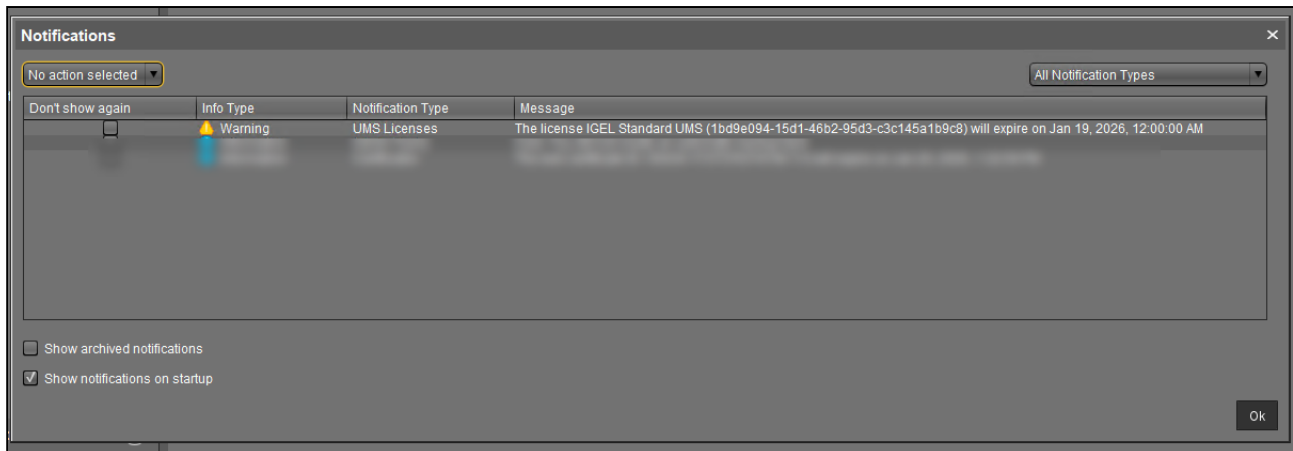 Notifications
No action selected
All Notification Types
Don't show again Info Type Notification Type Message
Warning UMS Licenses The license IGEL Standard UMS (1bd9e094-15d1-46b2-95d3-c3c145a1b9c8) will expire on Jan 19, 2026, 12:00:00 AM
Show archived notifications
Show notifications on startup
Ok